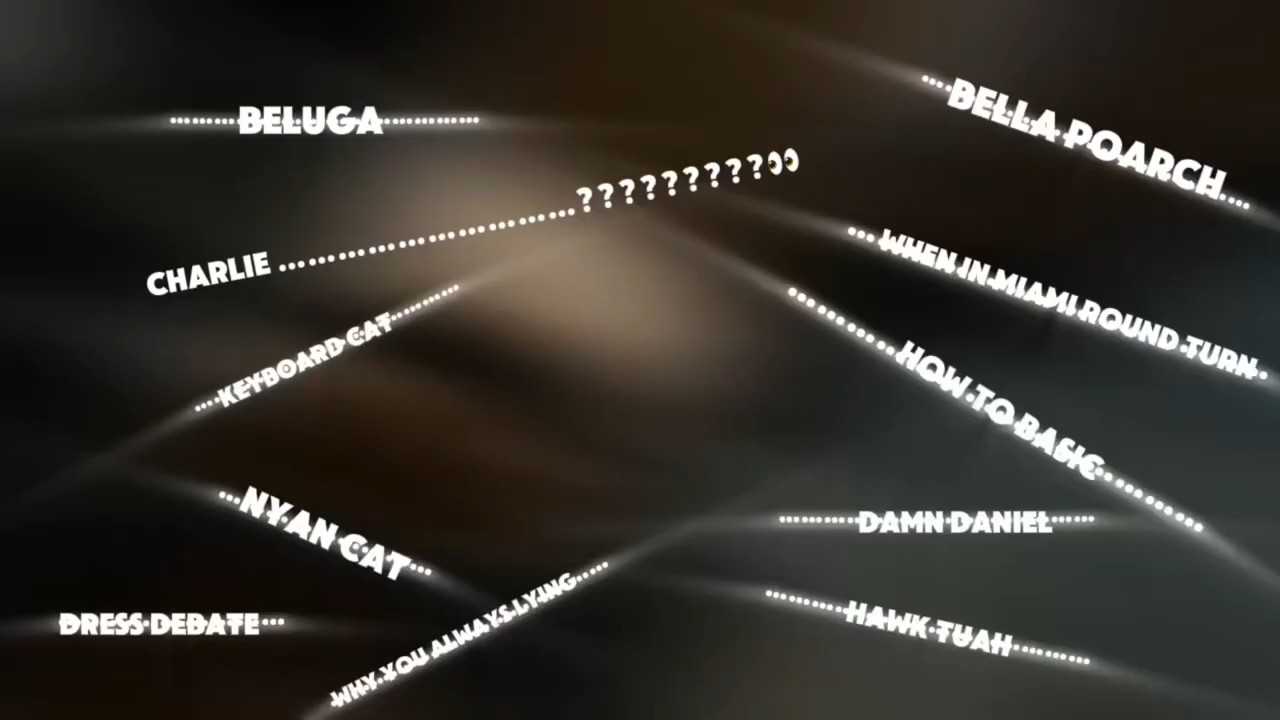 BELUGA
...BELLA POARCH....
CHARLIE ..............................?????????👀
...WHEN IN MIAMI ROUND TURN.
KEYBOARD CAT
HOW TO BASIC
...NYAN CAT...
DAMN DANIEL
WHY YOU ALWAYS LYING
HAWK TUAH
DRESS DEBATE...